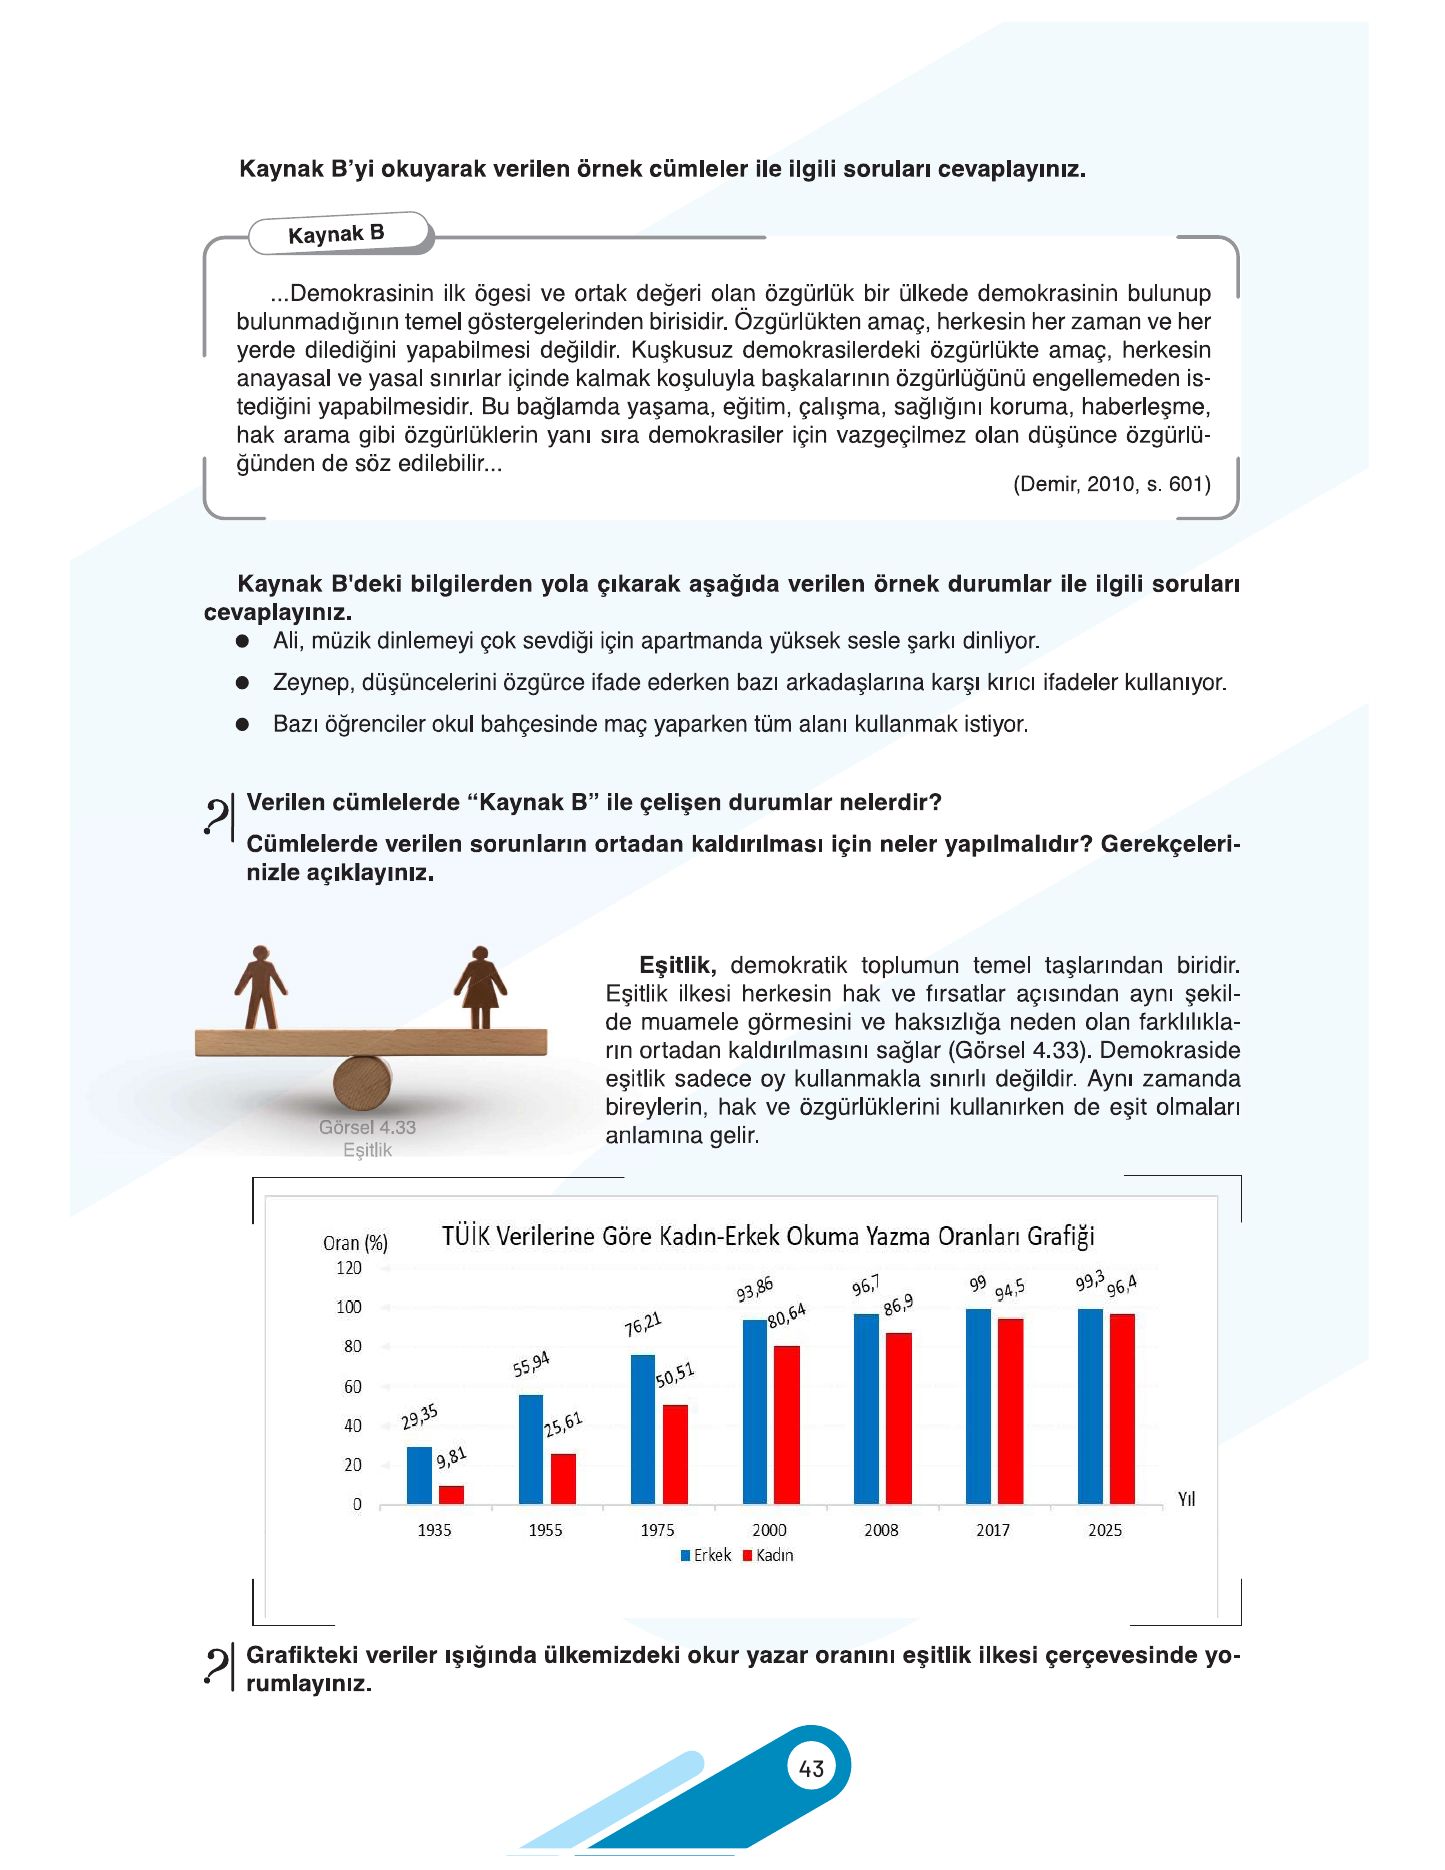 Kaynak B’yi okuyarak verilen örnek cümleler ile ilgili soruları cevaplayınız.
Kaynak B
...Demokrasinin ilk ögesi ve ortak değeri olan özgürlük bir ülkede demokrasinin bulunup
bulunmadığının temel göstergelerinden birisidir. Özgürlükten amaç, herkesin her zaman ve her
yerde dilediğini yapabilmesi değildir. Kuşkusuz demokrasilerdeki özgürlükte amaç, herkesin
anayasal ve yasal sınırlar içinde kalmak koşuluyla başkalarının özgürlüğünü engellemeden is-
tediğini yapabilmesidir. Bu bağlamda yaşama, eğitim, çalışma, sağlığını koruma, haberleşme,
hak arama gibi özgürlüklerin yanı sıra demokrasiler için vazgeçilmez olan düşünce özgürlü-
ğünden de söz edilebilir...
(Demir, 2010, s. 601)
Kaynak B'deki bilgilerden yola çıkarak aşağıda verilen örnek durumlar ile ilgili soruları
cevaplayınız.
● Ali, müzik dinlemeyi çok sevdiği için apartmanda yüksek sesle şarkı dinliyor.
● Zeynep, düşüncelerini özgürce ifade ederken bazı arkadaşlarına karşı kırıcı ifadeler kullanıyor.
● Bazı öğrenciler okul bahçesinde maç yaparken tüm alanı kullanmak istiyor.
Verilen cümlelerde “Kaynak B” ile çelişen durumlar nelerdir?
Cümlelerde verilen sorunların ortadan kaldırılması için neler yapılmalıdır? Gerekçeleri-
nizle açıklayınız.
Eşitlik, demokratik toplumun temel taşlarından biridir.
Eşitlik ilkesi herkesin hak ve fırsatlar açısından aynı şekil-
de muamele görmesini ve haksızlığa neden olan farklılıkla-
rın ortadan kaldırılmasını sağlar (Görsel 4.33). Demokraside
eşitlik sadece oy kullanmakla sınırlı değildir. Aynı zamanda
bireylerin, hak ve özgürlüklerini kullanırken de eşit olmaları
anlamına gelir.
Görsel 4.33
Eşitlik
TÜİK Verilerine Göre Kadın-Erkek Okuma Yazma Oranları Grafiği
Oran (%)
120
100
80
60
40
20
0
29,35
9,81
55,94
25,61
76,21
50,51
93,86
80,64
96,7
86,9
99
94,5
99,3
96,4
Yıl
1935 1955 1975 2000 2008 2017 2025
Erkek Kadın
Grafikteki veriler ışığında ülkemizdeki okur yazar oranını eşitlik ilkesi çerçevesinde yo-
rumlayınız.
43